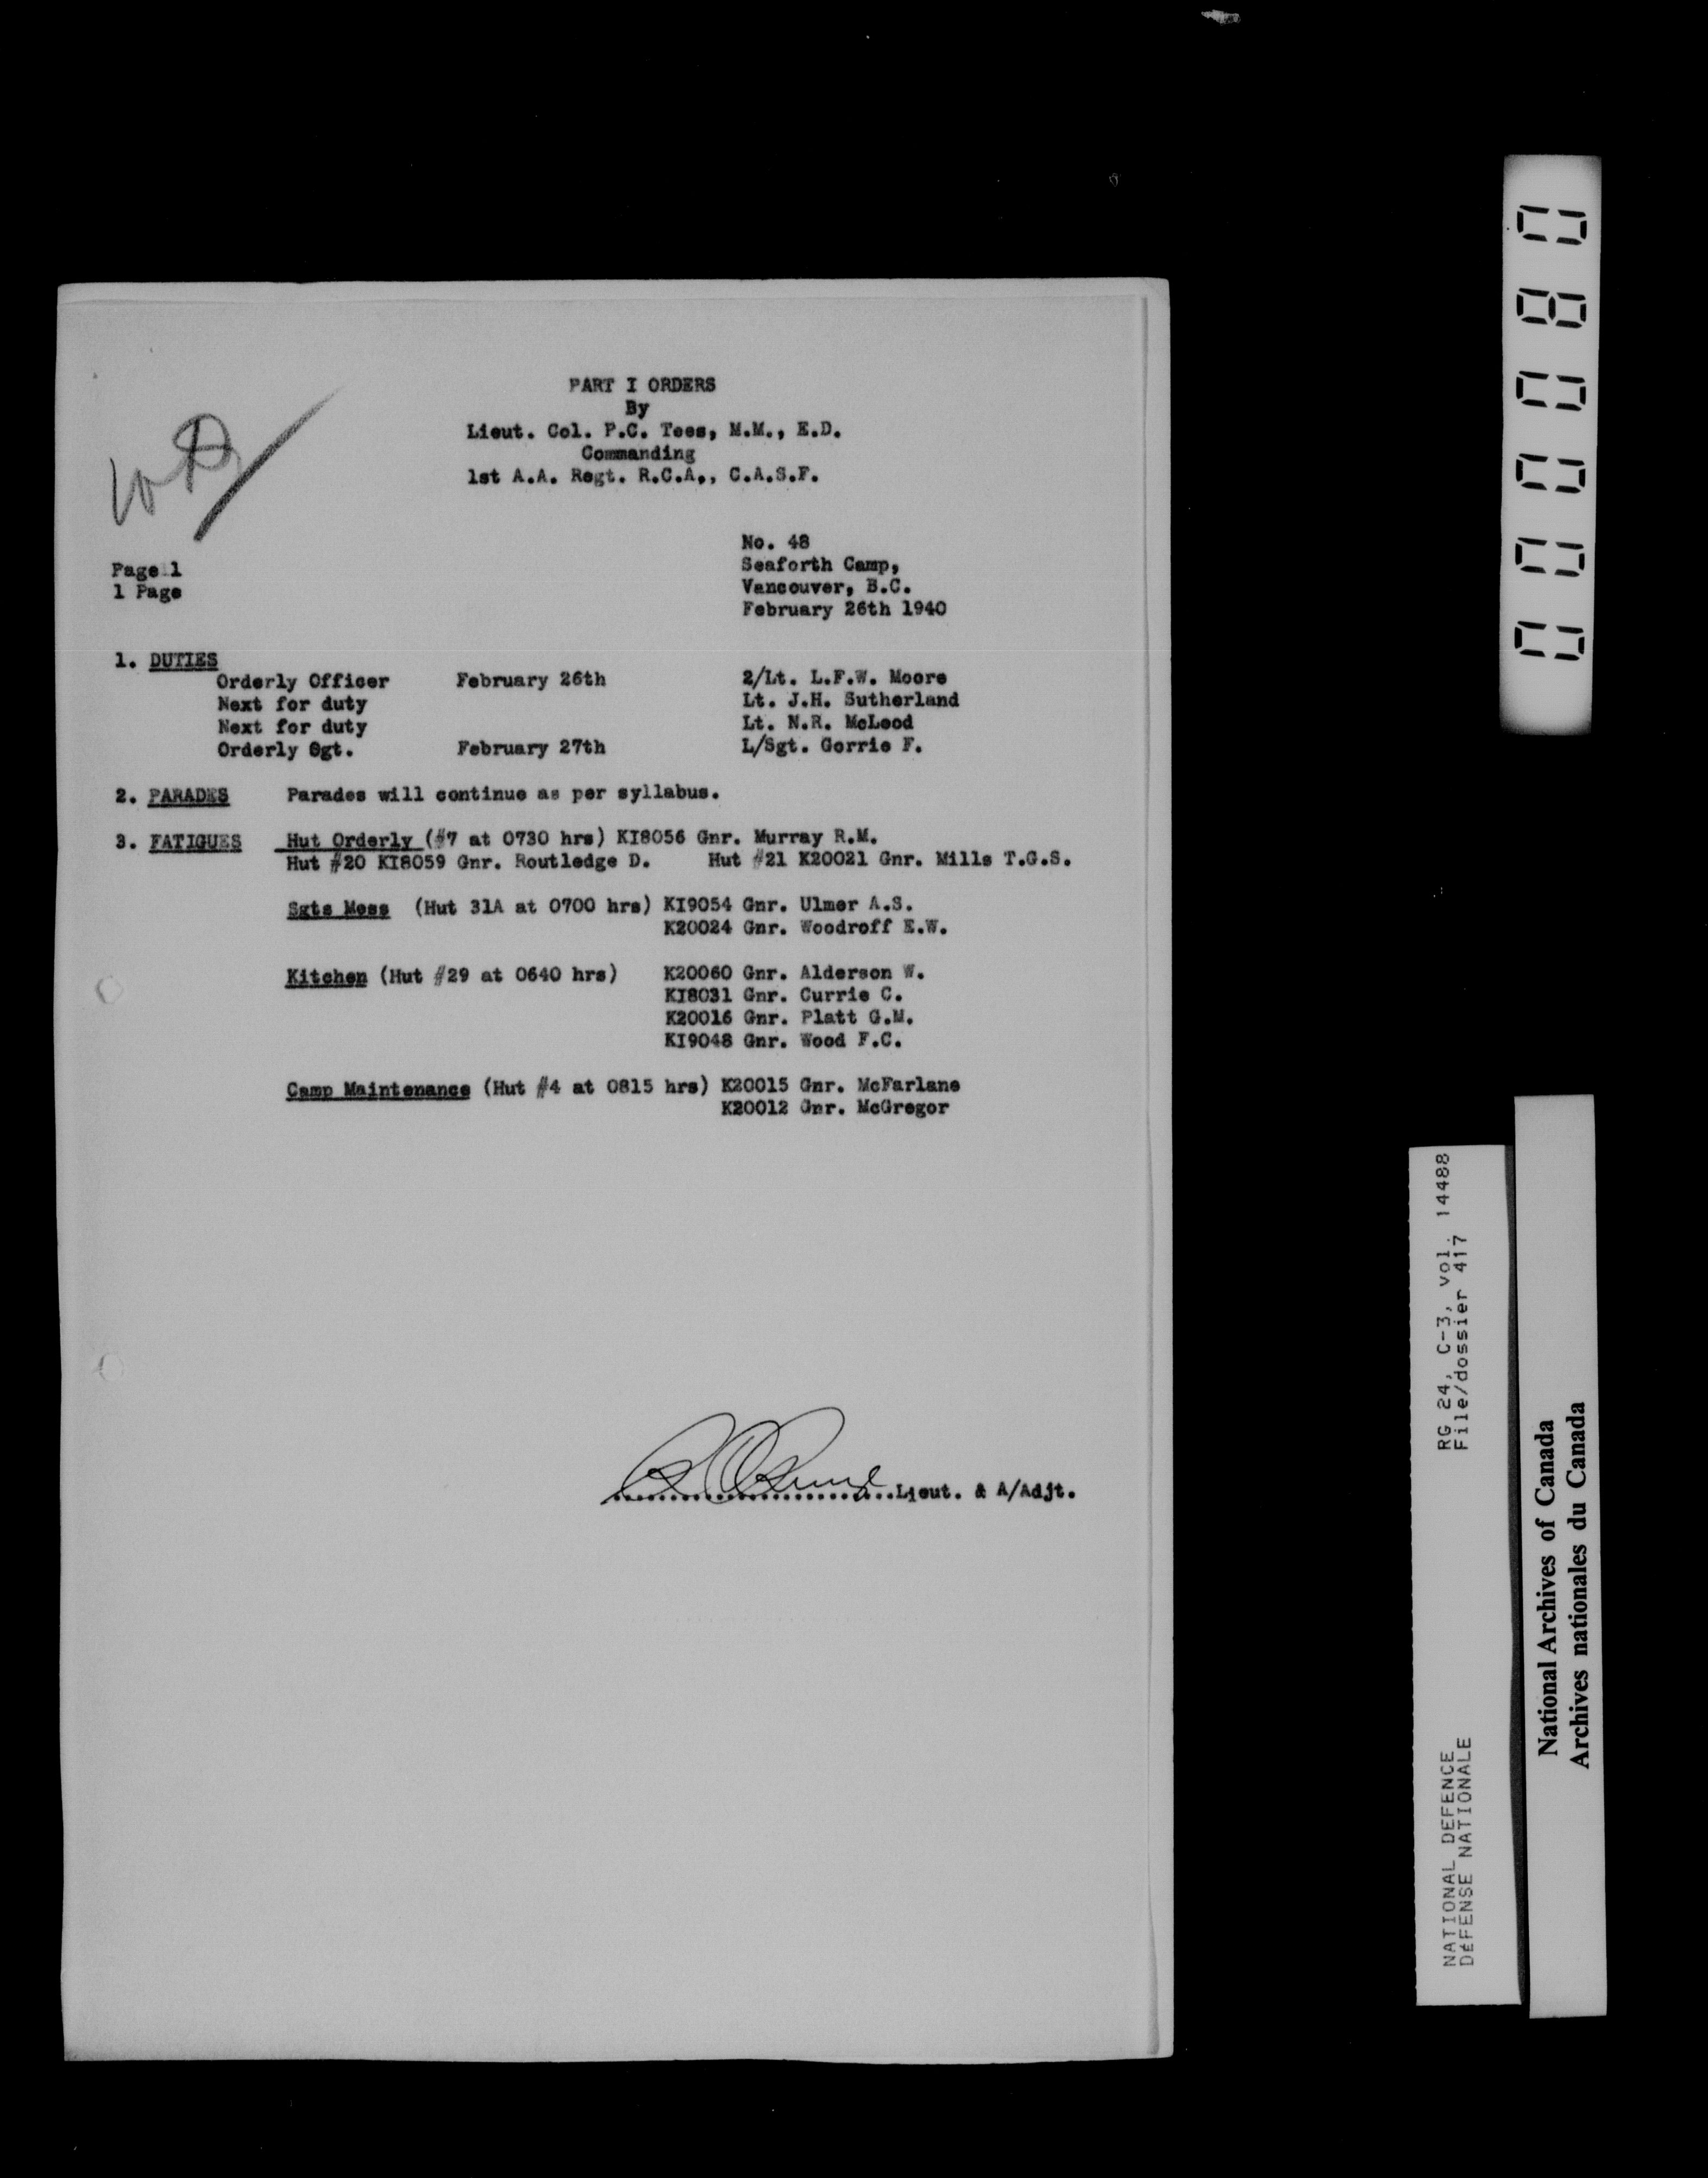 PART I ORDERS
By
Lieut. Col. P.C. Tees, M.M., E.D.
Commanding
1st A.A. Regt. R.C.A., C.A.S.F.
No. 48
Page 1 Seaforth Camp,
1 Page Vancouver, B.C.
February 26th 1940
1. DUTIES
Orderly Officer February 26th 2/Lt. L.F.W. Moore
Next for duty Lt. J.H. Sutherland
Next for duty Lt. N.R. McLeod
Orderly Sgt. February 27th L/Sgt. Gorrie F.
2. PARADES Parades will continue as per syllabus.
3. FATIGUES Hut Orderly (#7 at 0730 hrs) KI8056 Gnr. Murray R.M.
Hut #20 KI8059 Gnr. Routledge D. Hut #21 K20021 Gnr. Mills T.G.S.
Sgts Mess (Hut 31A at 0700 hrs) KI9054 Gnr. Ulmer A.S.
K20024 Gnr. Woodroff E.W.
Kitchen (Hut #29 at 0640 hrs) K20060 Gnr. Alderson W.
KI8031 Gnr. Currie C.
K20016 Gnr. Platt G.M.
KI9048 Gnr. Wood F.C.
Camp Maintenance (Hut #4 at 0815 hrs) K20015 Gnr. McFarlane
K20012 Gnr. McGregor
Lieut. & A/Adjt.
000080
RG 24, C-3, vol. 14488
File/dossier 417
NATIONAL DEFENCE
DÉFENSE NATIONALE
National Archives of Canada
Archives nationales du Canada